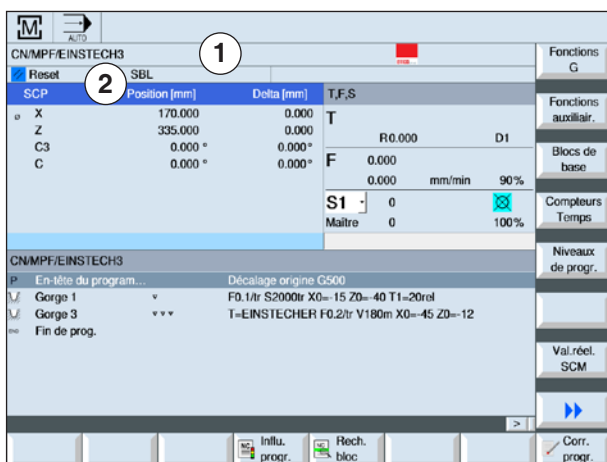 M
AUTO
CN/MPF/EINSTECH3
1
Fonctions
G
Reset SBL
2
SCP Position [mm] Delta [mm] T,F,S
Fonctions
auxiliair.
ø X 170.000 0.000 T
Z 335.000 0.000 R0.000 D1
C3 0.000 ° 0.000°
Blocs de
base
C 0.000 ° 0.000° F 0.000
0.000 mm/min 90%
S1 0
Maître 0 100%
Compteurs
Temps
CN/MPF/EINSTECH3
Niveaux
de progr.
P En-tête du program... Décalage origine G500
Gorge 1 ▿ F0.1/tr S2000tr X0=-15 Z0=-40 T1=20rel
Gorge 3 ▿▿▿ T=EINSTECHER F0.2/tr V180m X0=-45 Z0=-12
END Fin de prog.
Val.réel.
SCM
>
NC Influ.
progr.
NC Rech.
bloc
Corr.
progr.